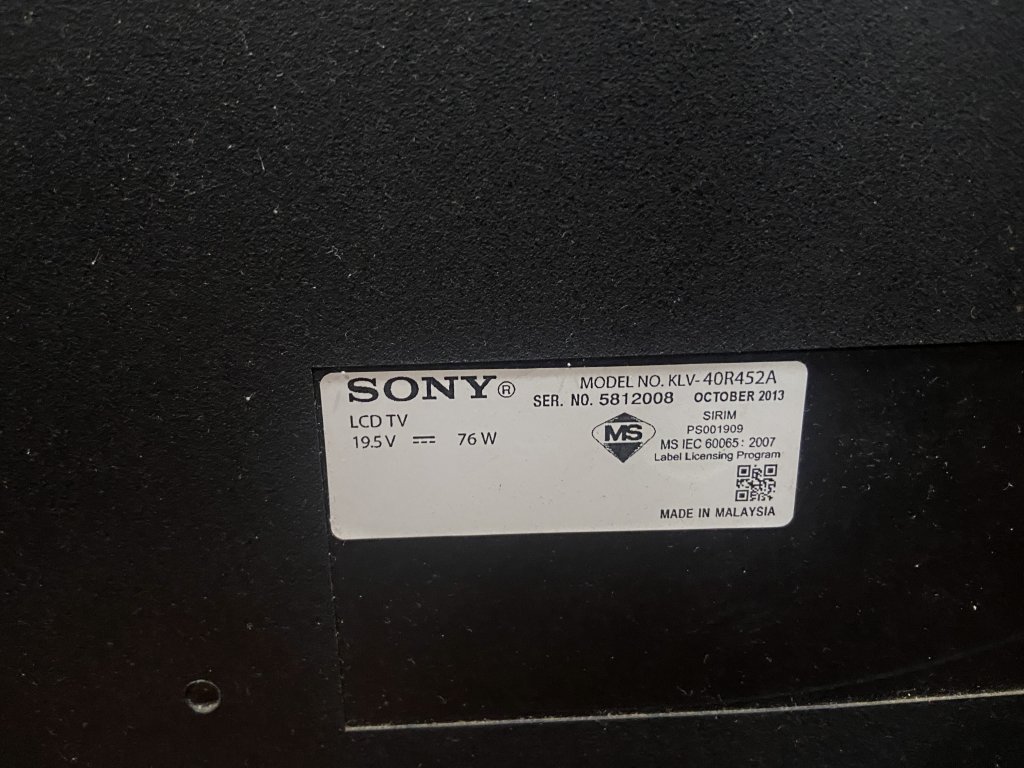 SONY®
MODEL NO. KLV-40R452A
SER. NO. 5812008 OCTOBER 2013
LCD TV
19.5 V ⎓ 76 W
MS
SIRIM
PS001909
MS IEC 60065 : 2007
Label Licensing Program
MADE IN MALAYSIA